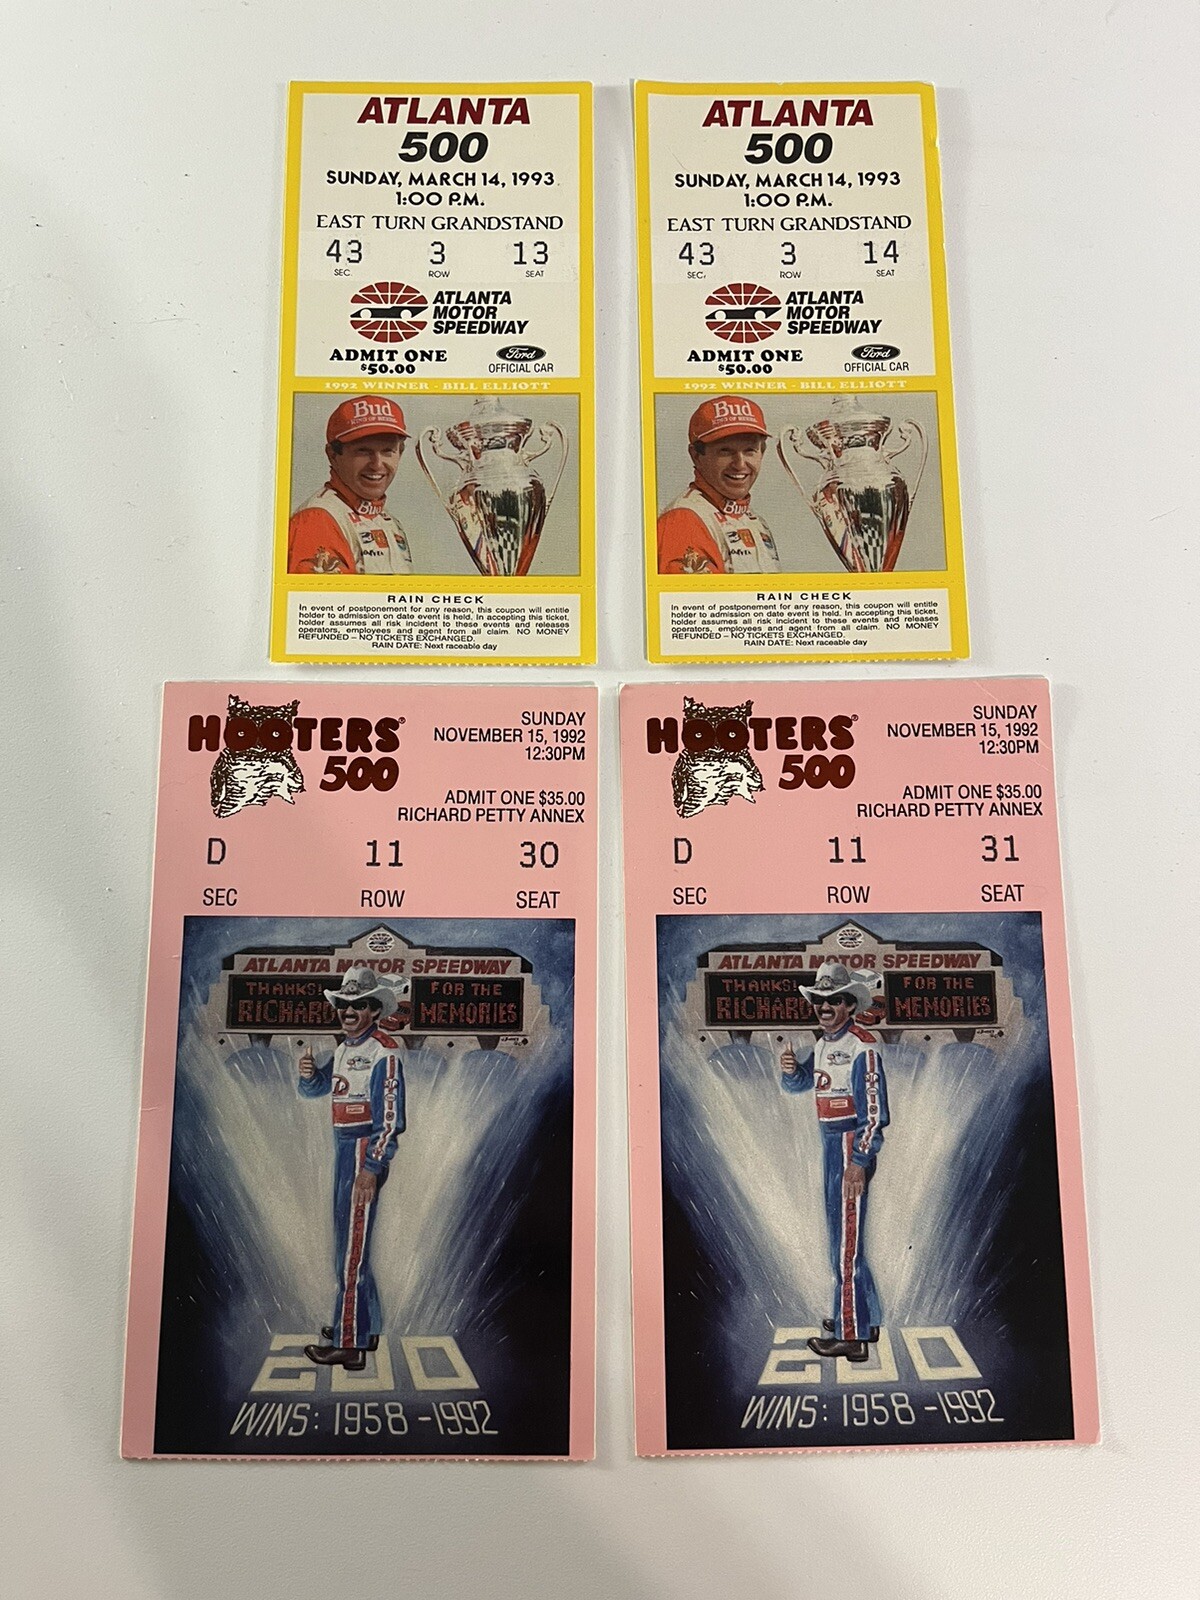 ATLANTA
500
SUNDAY, MARCH 14, 1993
1:00 P.M.
EAST TURN GRANDSTAND
43 3 13
SEC. ROW SEAT
ATLANTA
MOTOR
SPEEDWAY
ADMIT ONE
$50.00
Ford
OFFICIAL CAR
1992 WINNER - BILL ELLIOTT
Bud
KING OF BEERS
Bud
RAIN CHECK
In event of postponement for any reason, this coupon will entitle
holder to admission on date event is held. In accepting this ticket,
holder assumes all risk incident to these events and releases
operators, employees and agent from all claim. NO MONEY
REFUNDED – NO TICKETS EXCHANGED.
RAIN DATE: Next raceable day
ATLANTA
500
SUNDAY, MARCH 14, 1993
1:00 P.M.
EAST TURN GRANDSTAND
43 3 14
SEC. ROW SEAT
ATLANTA
MOTOR
SPEEDWAY
ADMIT ONE
$50.00
Ford
OFFICIAL CAR
1992 WINNER - BILL ELLIOTT
Bud
KING OF BEERS
Bud
RAIN CHECK
In event of postponement for any reason, this coupon will entitle
holder to admission on date event is held. In accepting this ticket,
holder assumes all risk incident to these events and releases
operators, employees and agent from all claim. NO MONEY
REFUNDED – NO TICKETS EXCHANGED.
RAIN DATE: Next raceable day
HOOTERS®
500
SUNDAY
NOVEMBER 15, 1992
12:30PM
ADMIT ONE $35.00
RICHARD PETTY ANNEX
D 11 30
SEC ROW SEAT
ATLANTA MOTOR SPEEDWAY
THANKS! FOR THE
RICHARD MEMORIES
STP
200
WINS: 1958-1992
HOOTERS®
500
SUNDAY
NOVEMBER 15, 1992
12:30PM
ADMIT ONE $35.00
RICHARD PETTY ANNEX
D 11 31
SEC ROW SEAT
ATLANTA MOTOR SPEEDWAY
THANKS! FOR THE
RICHARD MEMORIES
STP
200
WINS: 1958-1992